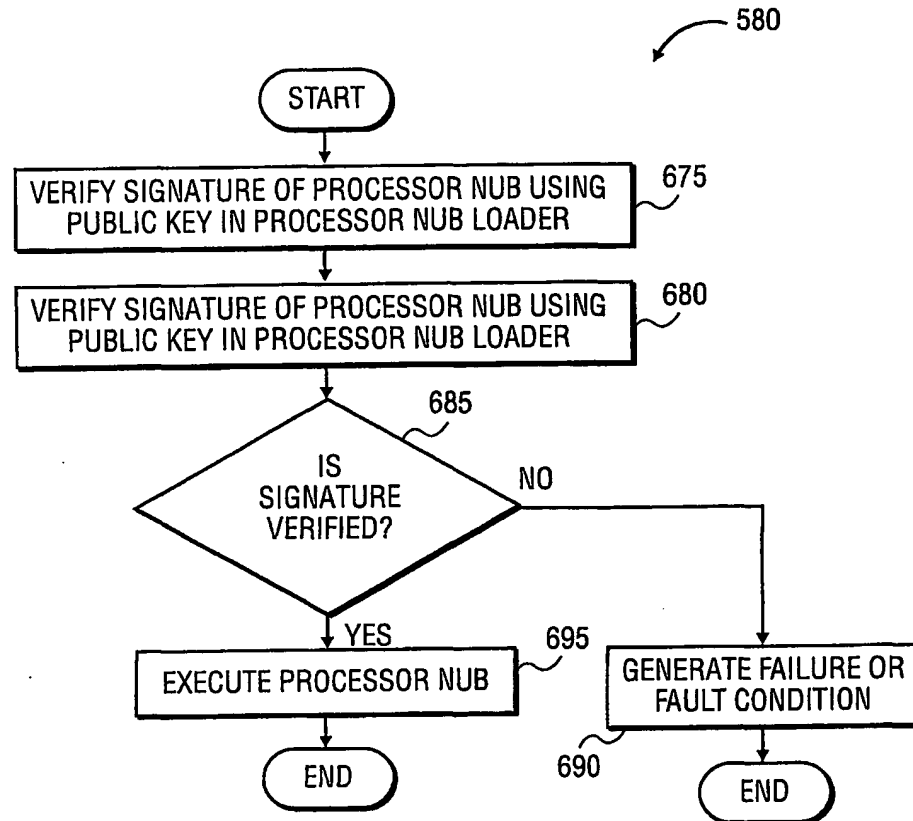 580
START
VERIFY SIGNATURE OF PROCESSOR NUB USING
PUBLIC KEY IN PROCESSOR NUB LOADER
675
VERIFY SIGNATURE OF PROCESSOR NUB USING
PUBLIC KEY IN PROCESSOR NUB LOADER
680
685
IS
SIGNATURE
VERIFIED?
NO
YES
EXECUTE PROCESSOR NUB
695
GENERATE FAILURE OR
FAULT CONDITION
690
END
END